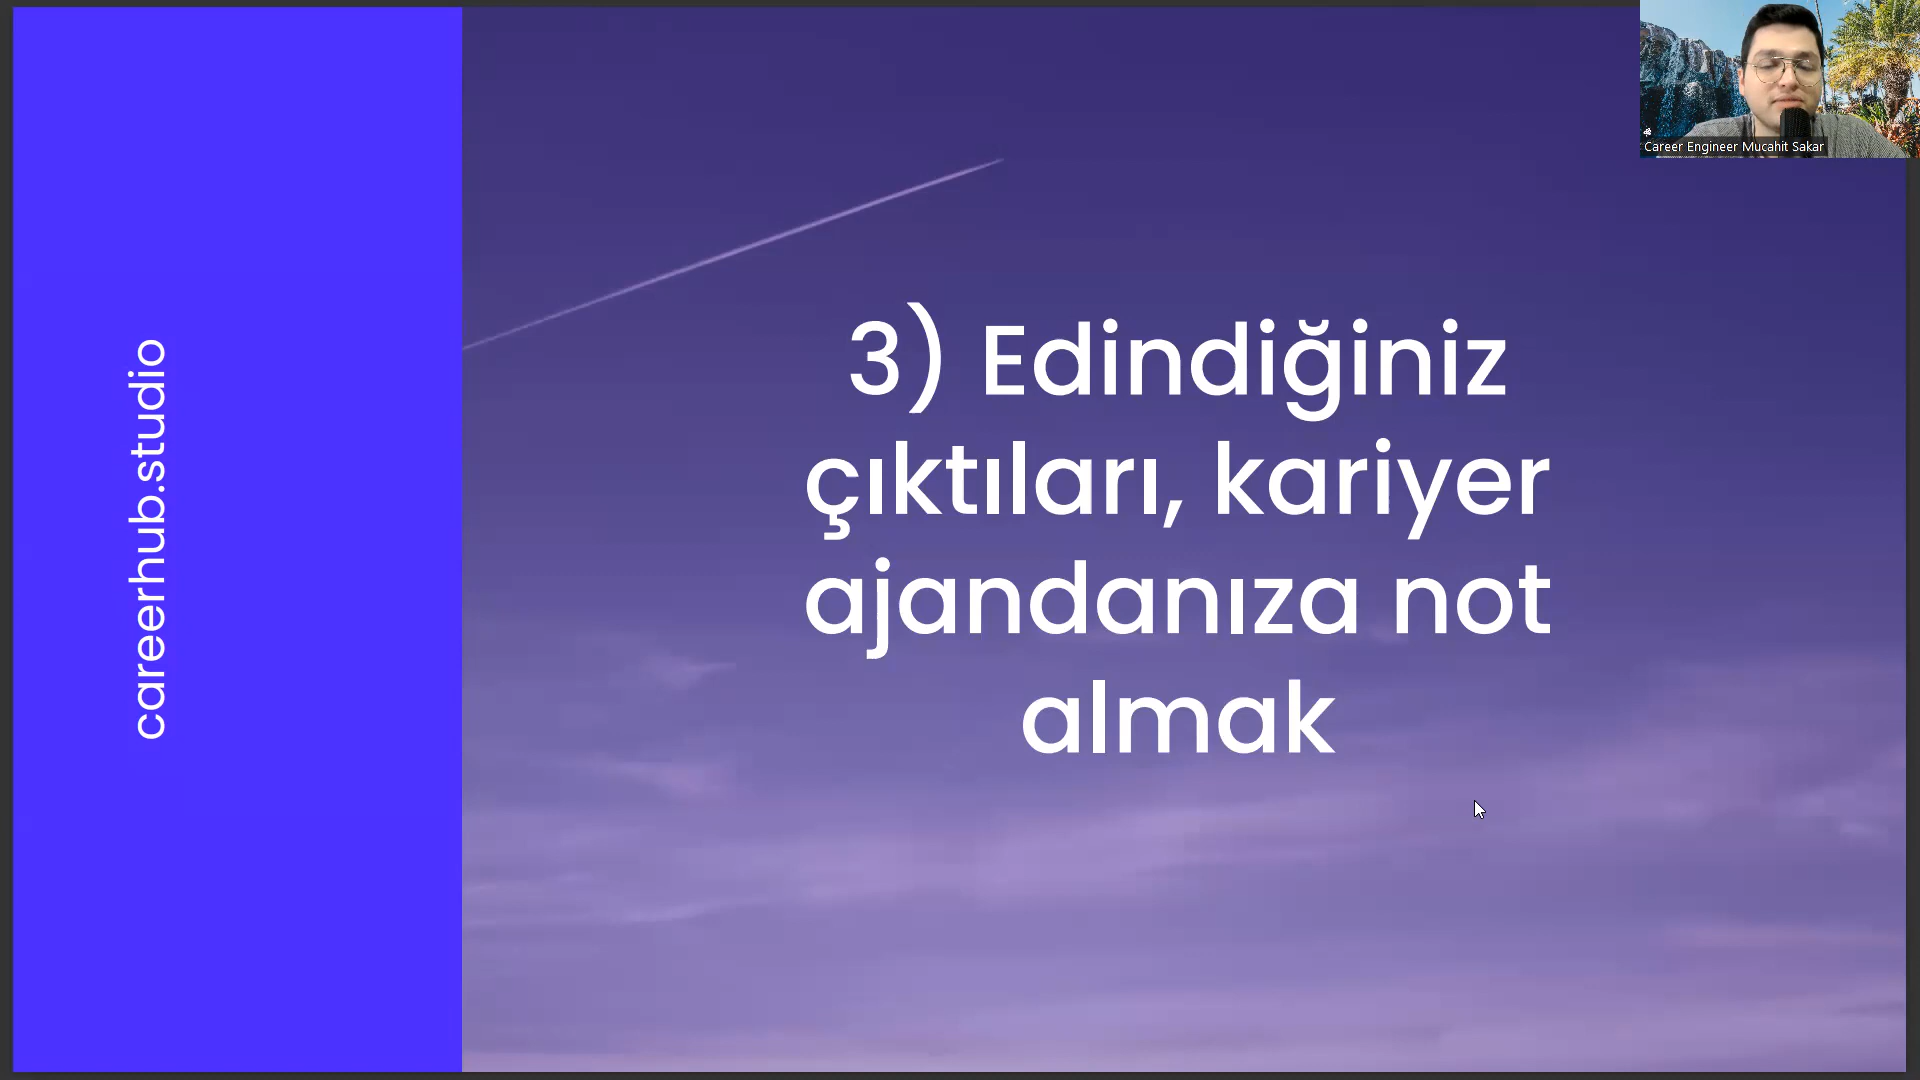 careerhub.studio
3) Edindiğiniz
çıktıları, kariyer
ajandanıza not
almak
Career Engineer Mucahit Sakar